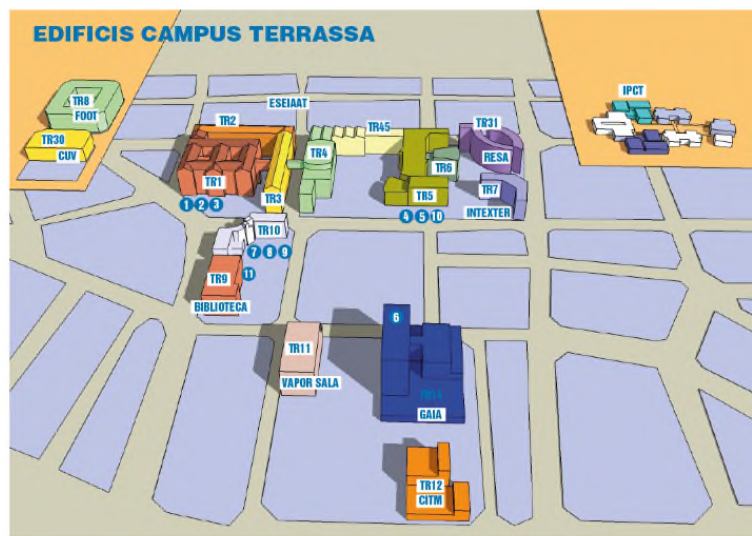 EDIFICIS CAMPUS TERRASSA
TR8
FOOT
TR30
CUV
ESEIAAT
TR2
TR1
TR3
TR4
TR45
TR31
RESA
TR6
TR5
TR7
INTEXTER
IPCT
1 2 3
4 5 10
TR10
7 8 9
TR9
11
BIBLIOTECA
6
TR11
VAPOR SALA
TR14
GAIA
TR12
CITM